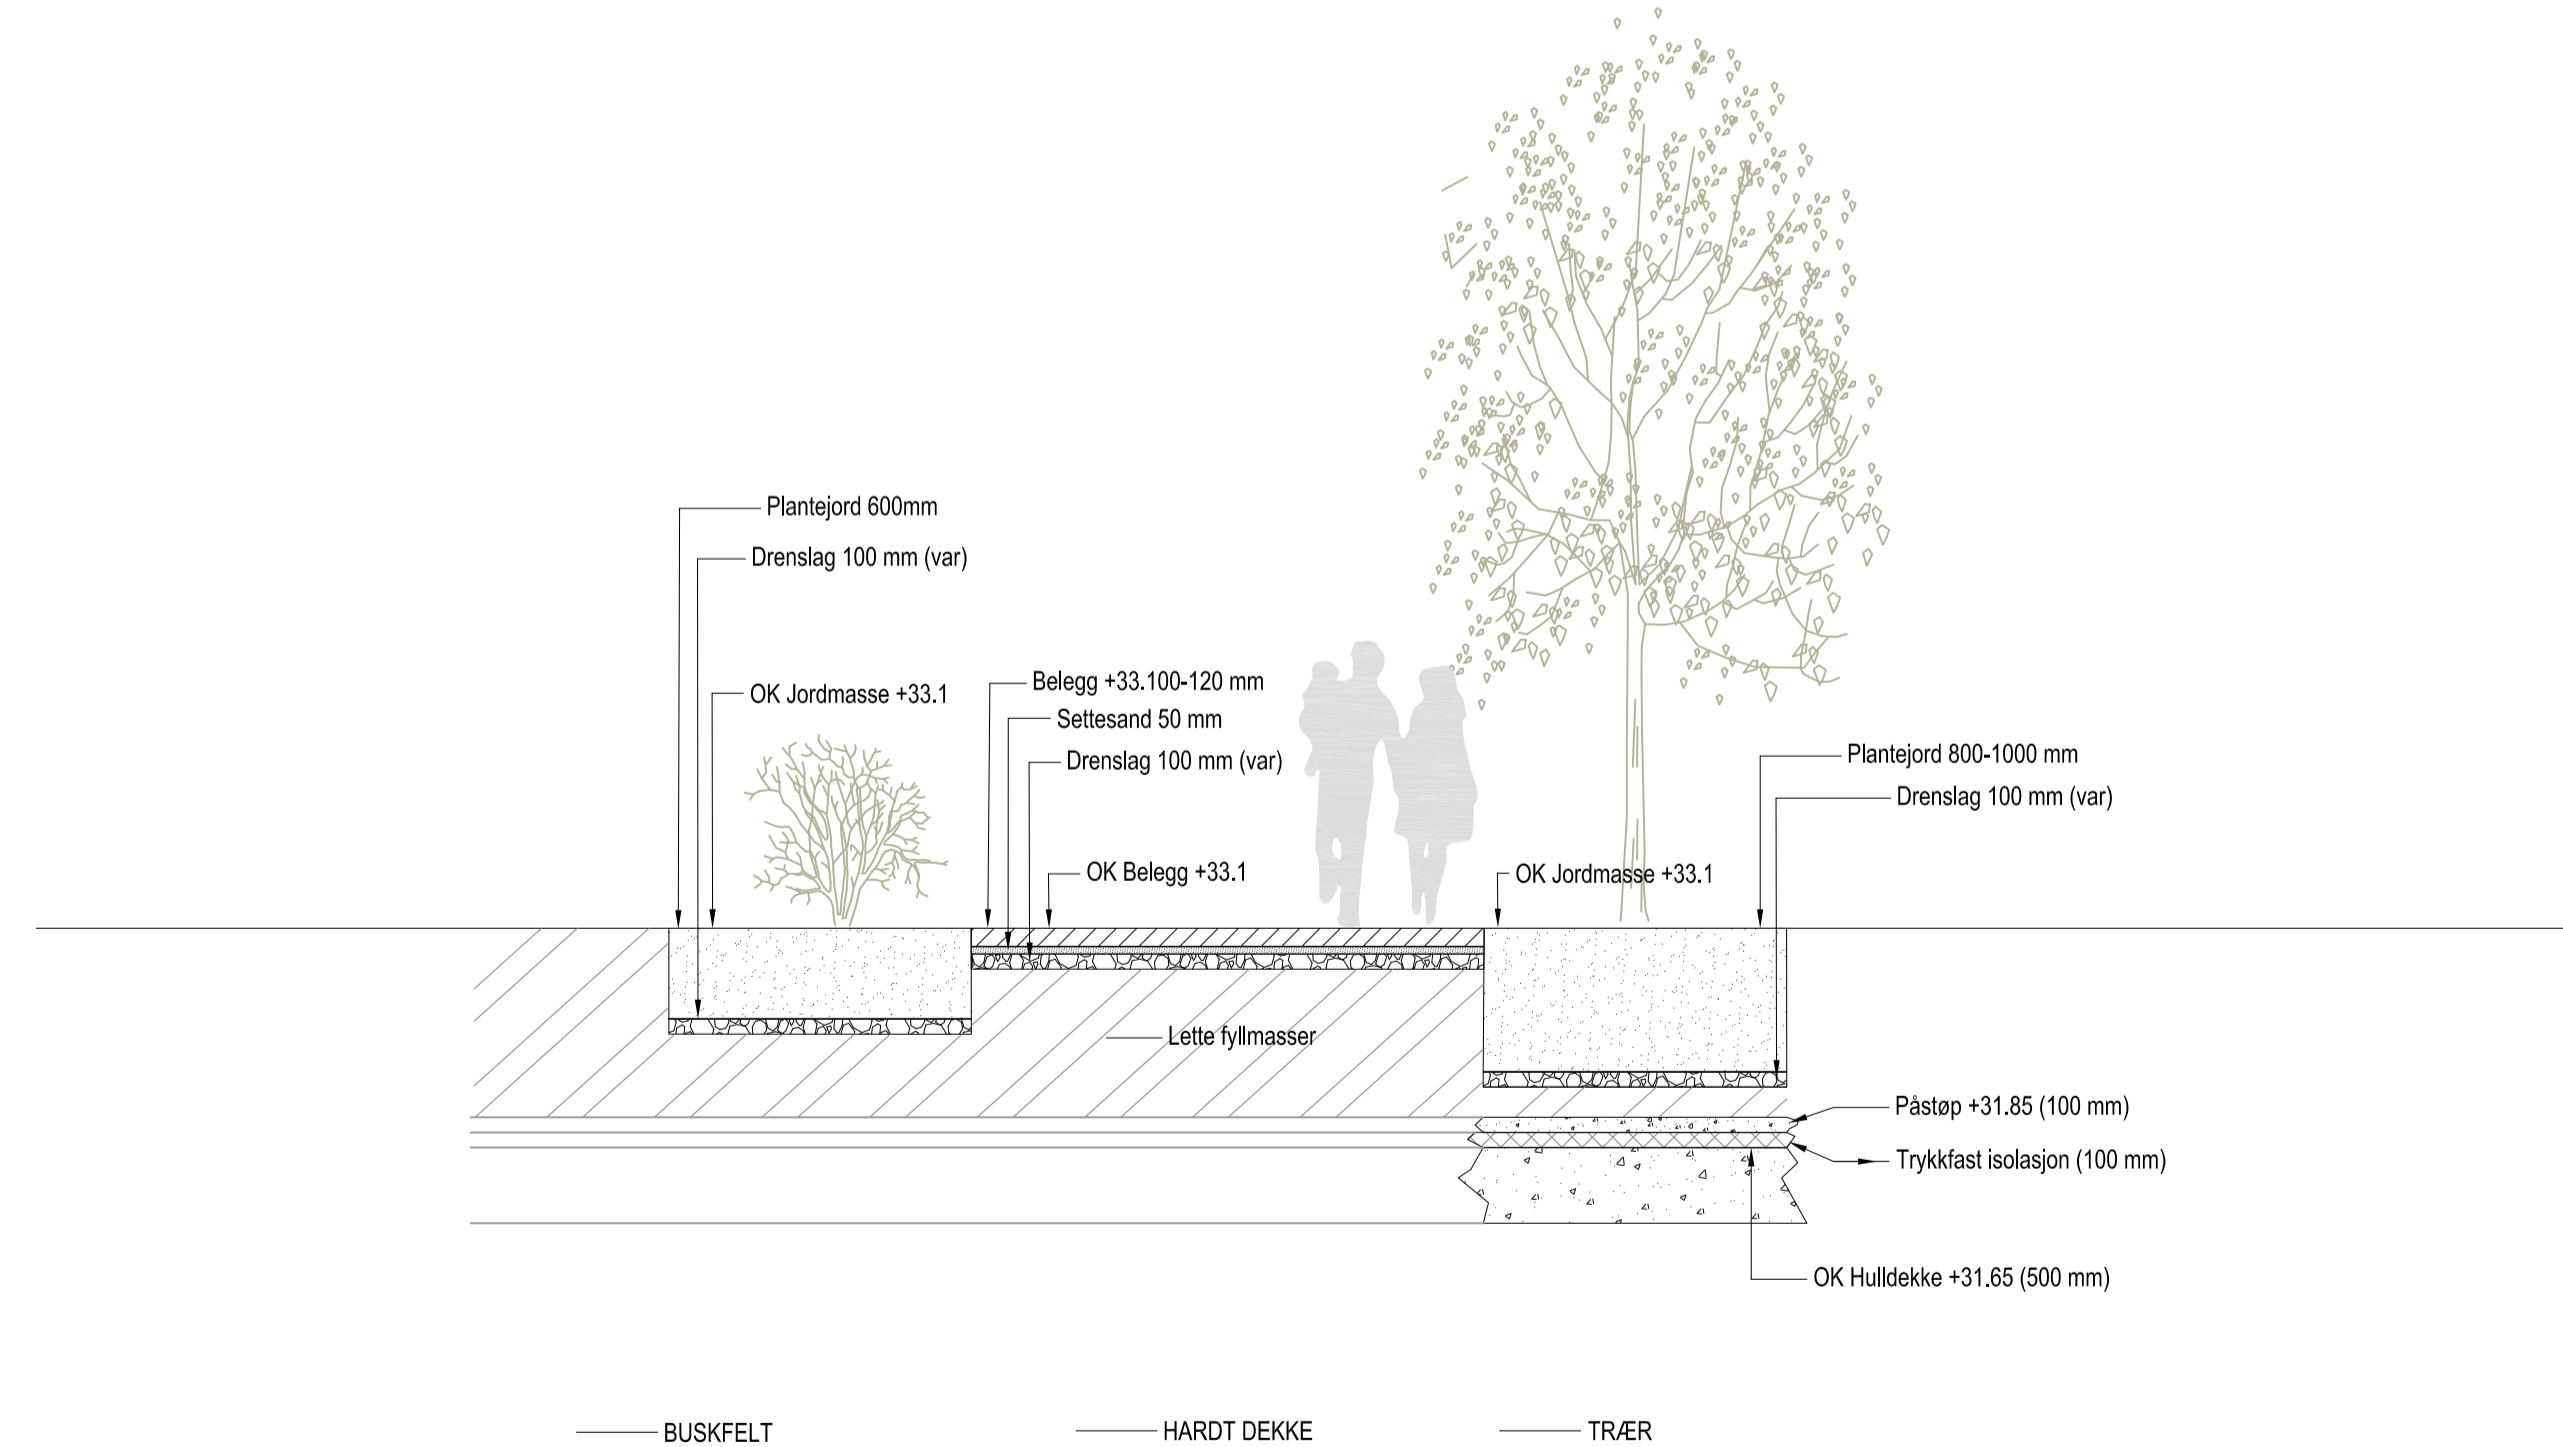 Plantejord 600mm
Drenslag 100 mm (var)
OK Jordmasse +33.1
Belegg +33.100-120 mm
Settesand 50 mm
Drenslag 100 mm (var)
OK Belegg +33.1
Plantejord 800-1000 mm
Drenslag 100 mm (var)
OK Jordmasse +33.1
Lette fyllmasser
Påstøp +31.85 (100 mm)
Trykkfast isolasjon (100 mm)
OK Hulldekke +31.65 (500 mm)
BUSKFELT
HARDT DEKKE
TRÆR